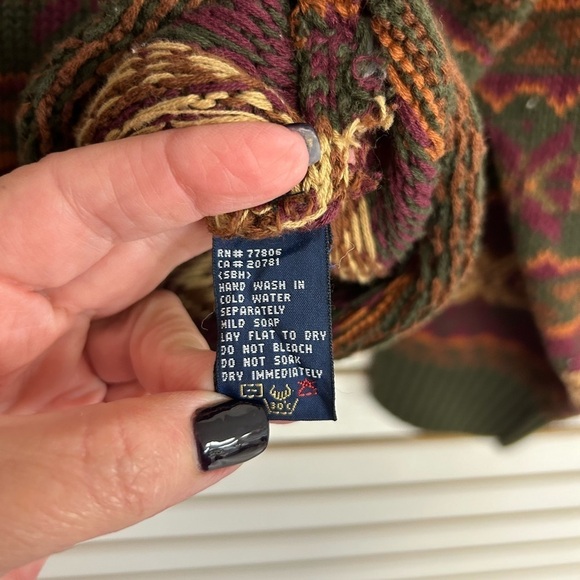 RN# 77806
CA# 20781
<SBH>
HAND WASH IN
COLD WATER
SEPARATELY
MILD SOAP
LAY FLAT TO DRY
DO NOT BLEACH
DO NOT SOAK
DRY IMMEDIATELY
30°C